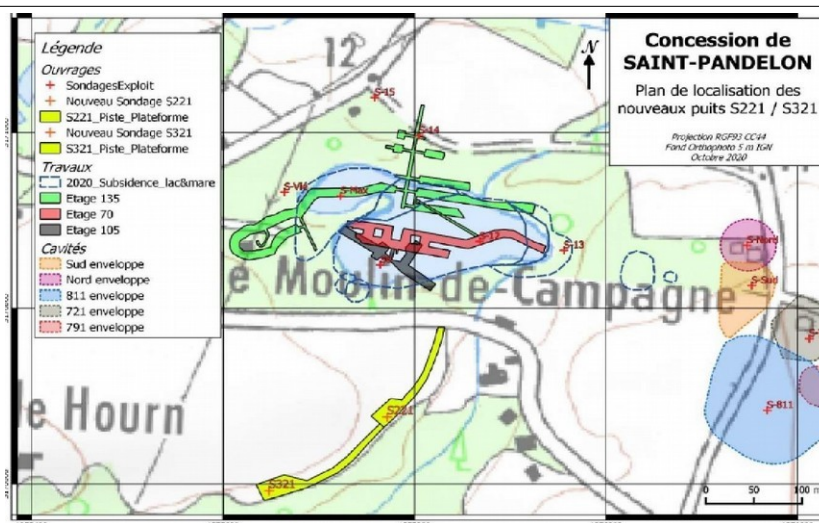 Légende
Ouvrages
SondagesExploit
Nouveau Sondage S221
S221_Piste_Plateforme
Nouveau Sondage S321
S321_Piste_Plateforme
Travaux
2020_Subsidence_lac&mare
Etage 135
Etage 70
Etage 105
Cavités
Sud enveloppe
Nord enveloppe
811 enveloppe
721 enveloppe
791 enveloppe
Concession de
SAINT-PANDELON
Plan de localisation des
nouveaux puits S221 / S321
Projection RGF93 CC44
Fond Orthophoto 5 m IGN
Octobre 2020
N
12
S-15
S-14
S-13
S-Nord
S-Sud
le Moulin-de-Campagne
S-811
le Hourn
S221
S321
0 50 100 m